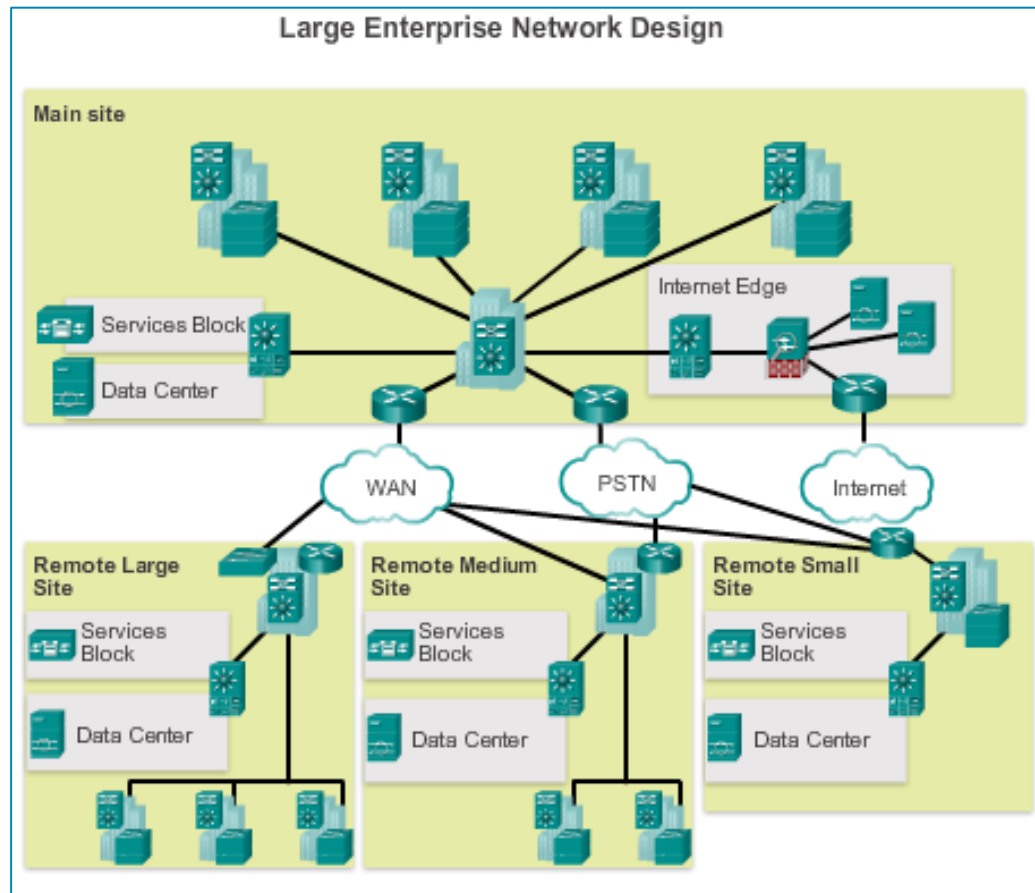 Large Enterprise Network Design
Main site
Internet Edge
Services Block
Data Center
WAN
PSTN
Internet
Remote Large
Site
Services
Block
Data Center
Remote Medium
Site
Services
Block
Data Center
Remote Small
Site
Services
Block
Data Center